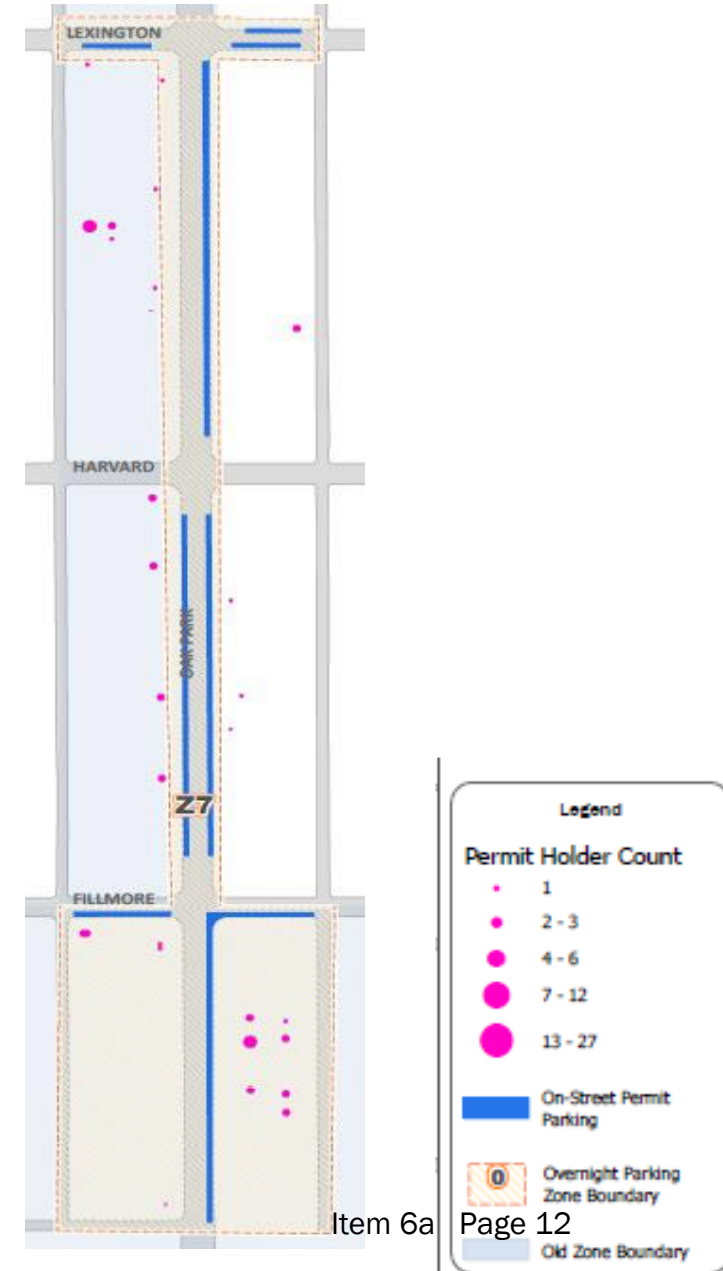 LEXINGTON
HARVARD
OAK PARK
Z7
FILLMORE
Legend
Permit Holder Count
1
2 - 3
4 - 6
7 - 12
13 - 27
On-Street Permit
Parking
0
Overnight Parking
Zone Boundary
Old Zone Boundary
Item 6a Page 12